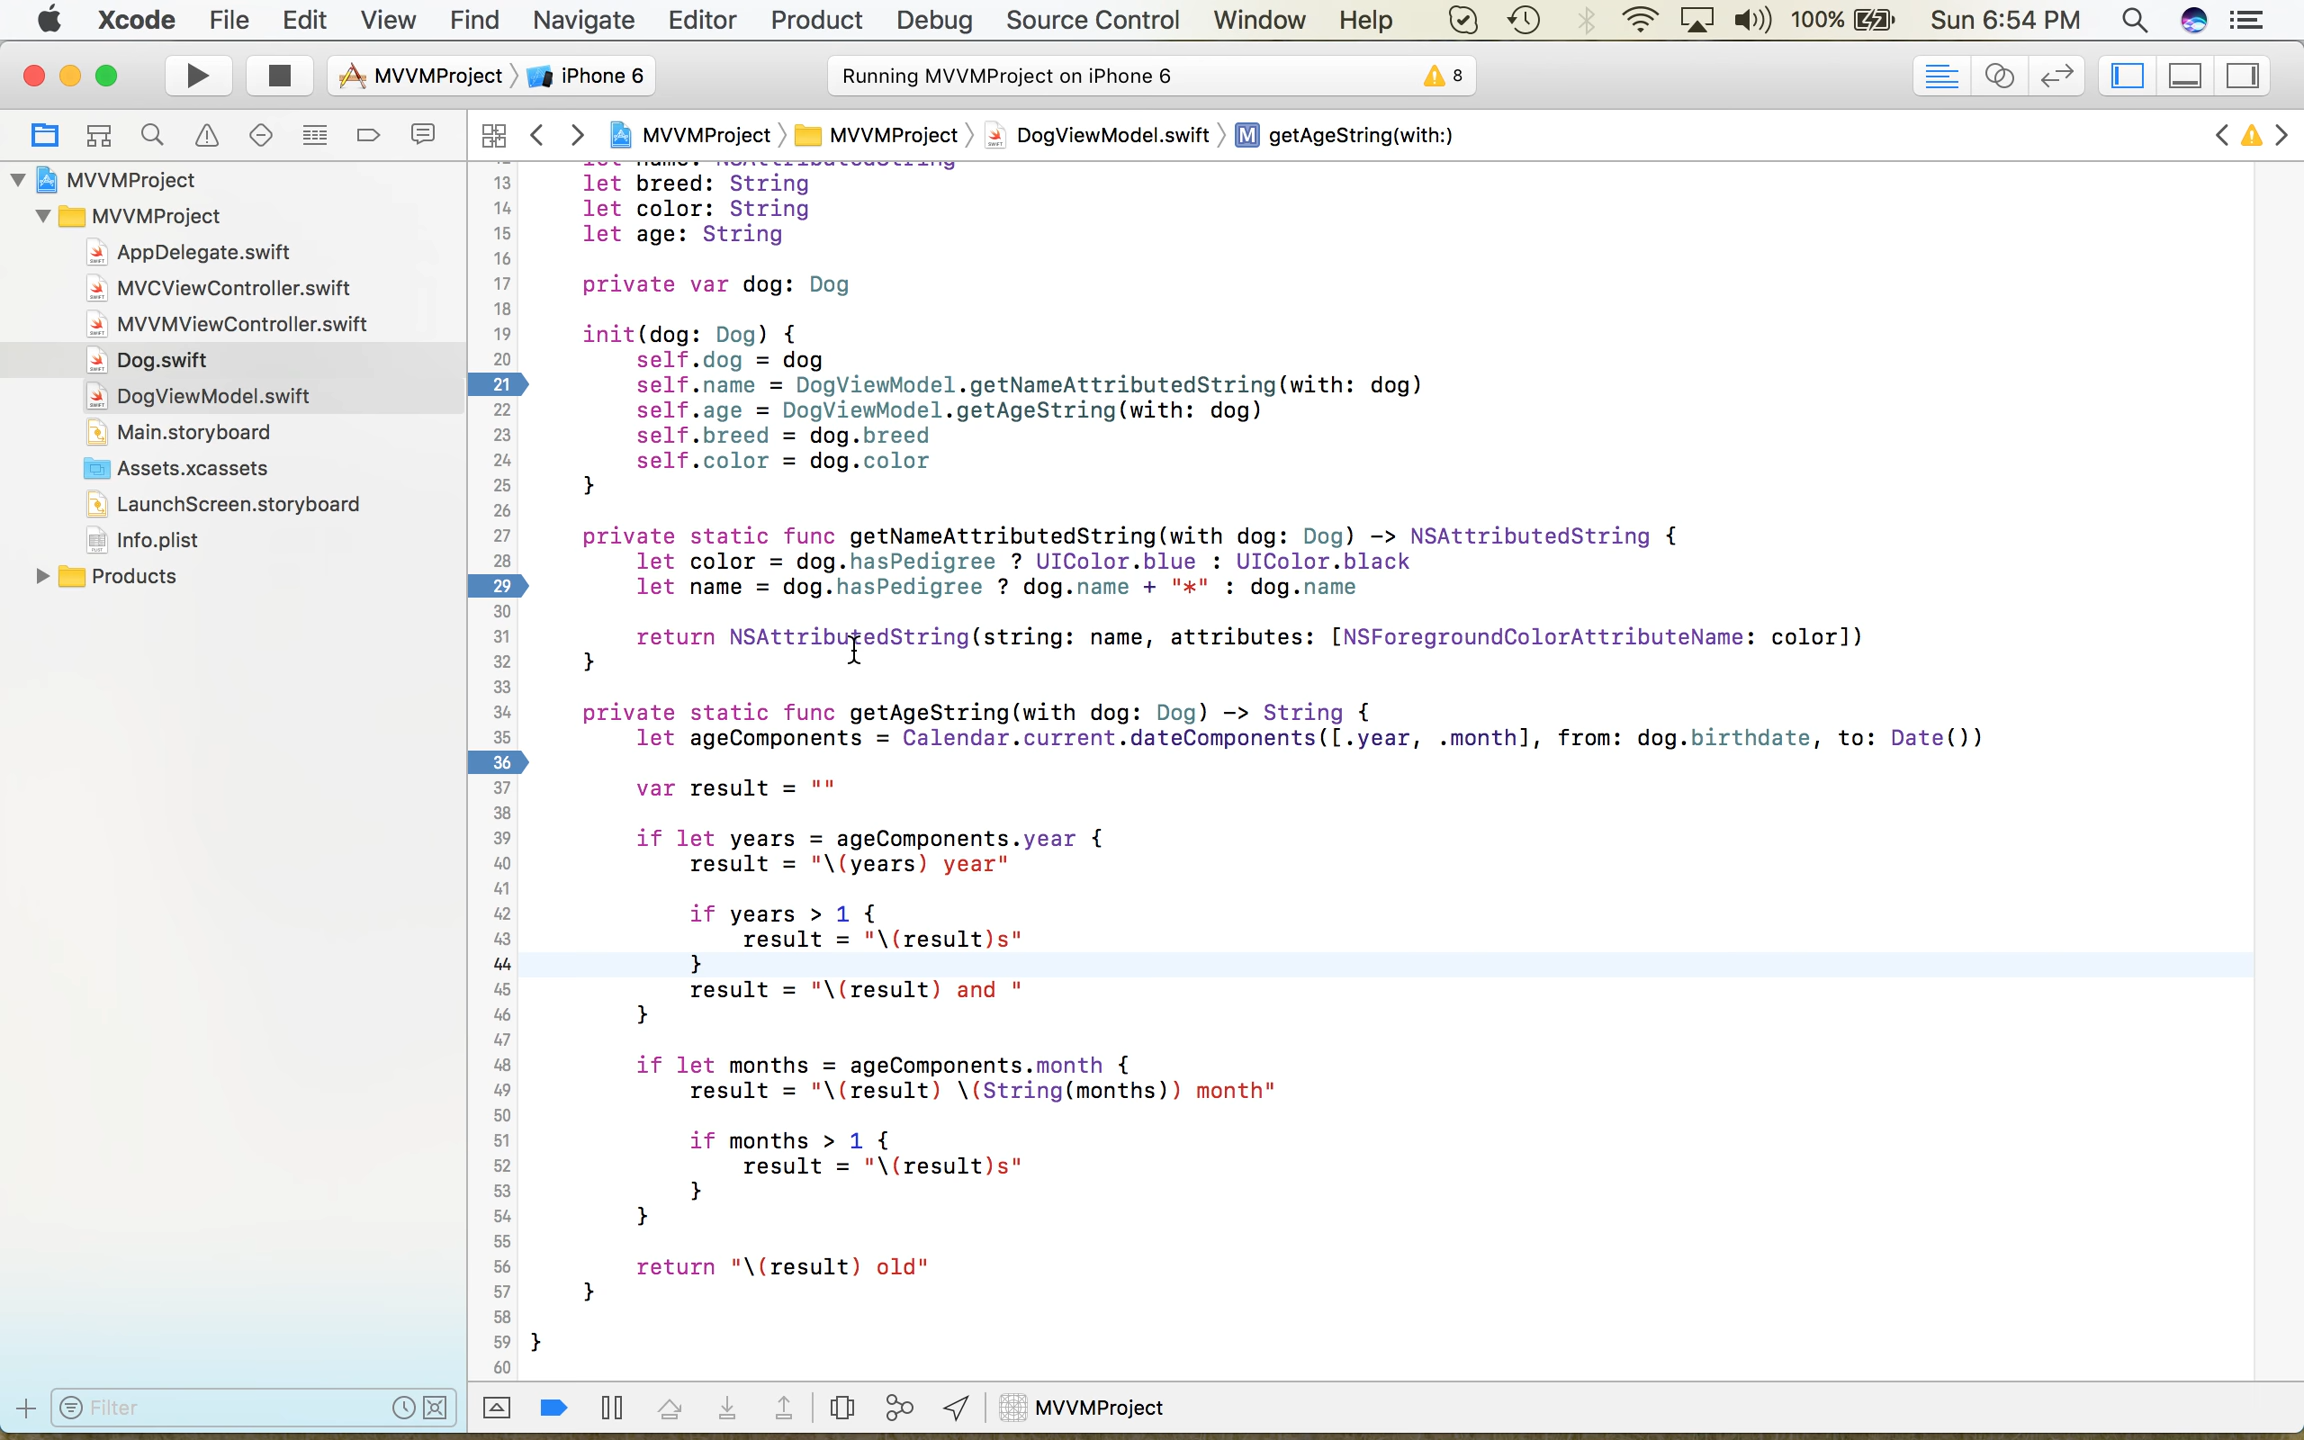 Xcode File Edit View Find Navigate Editor Product Debug Source Control Window Help 100% Sun 6:54 PM
MVVMProject iPhone 6 Running MVVMProject on iPhone 6 8
MVVMProject MVVMProject DogViewModel.swift M getAgeString(with:)
MVVMProject
MVVMProject
AppDelegate.swift
MVCViewController.swift
MVVMViewController.swift
Dog.swift
DogViewModel.swift
Main.storyboard
Assets.xcassets
LaunchScreen.storyboard
Info.plist
Products
Filter
13 let breed: String
14 let color: String
15 let age: String
16
17 private var dog: Dog
18
19 init(dog: Dog) {
20 self.dog = dog
21 self.name = DogViewModel.getNameAttributedString(with: dog)
22 self.age = DogViewModel.getAgeString(with: dog)
23 self.breed = dog.breed
24 self.color = dog.color
25 }
26
27 private static func getNameAttributedString(with dog: Dog) -> NSAttributedString {
28 let color = dog.hasPedigree ? UIColor.blue : UIColor.black
29 let name = dog.hasPedigree ? dog.name + "*" : dog.name
30
31 return NSAttributedString(string: name, attributes: [NSForegroundColorAttributeName: color])
32 }
33
34 private static func getAgeString(with dog: Dog) -> String {
35 let ageComponents = Calendar.current.dateComponents([.year, .month], from: dog.birthdate, to: Date())
36
37 var result = ""
38
39 if let years = ageComponents.year {
40 result = "\(years) year"
41
42 if years > 1 {
43 result = "\(result)s"
44 }
45 result = "\(result) and "
46 }
47
48 if let months = ageComponents.month {
49 result = "\(result) \(String(months)) month"
50
51 if months > 1 {
52 result = "\(result)s"
53 }
54 }
55
56 return "\(result) old"
57 }
58
59 }
60
MVVMProject